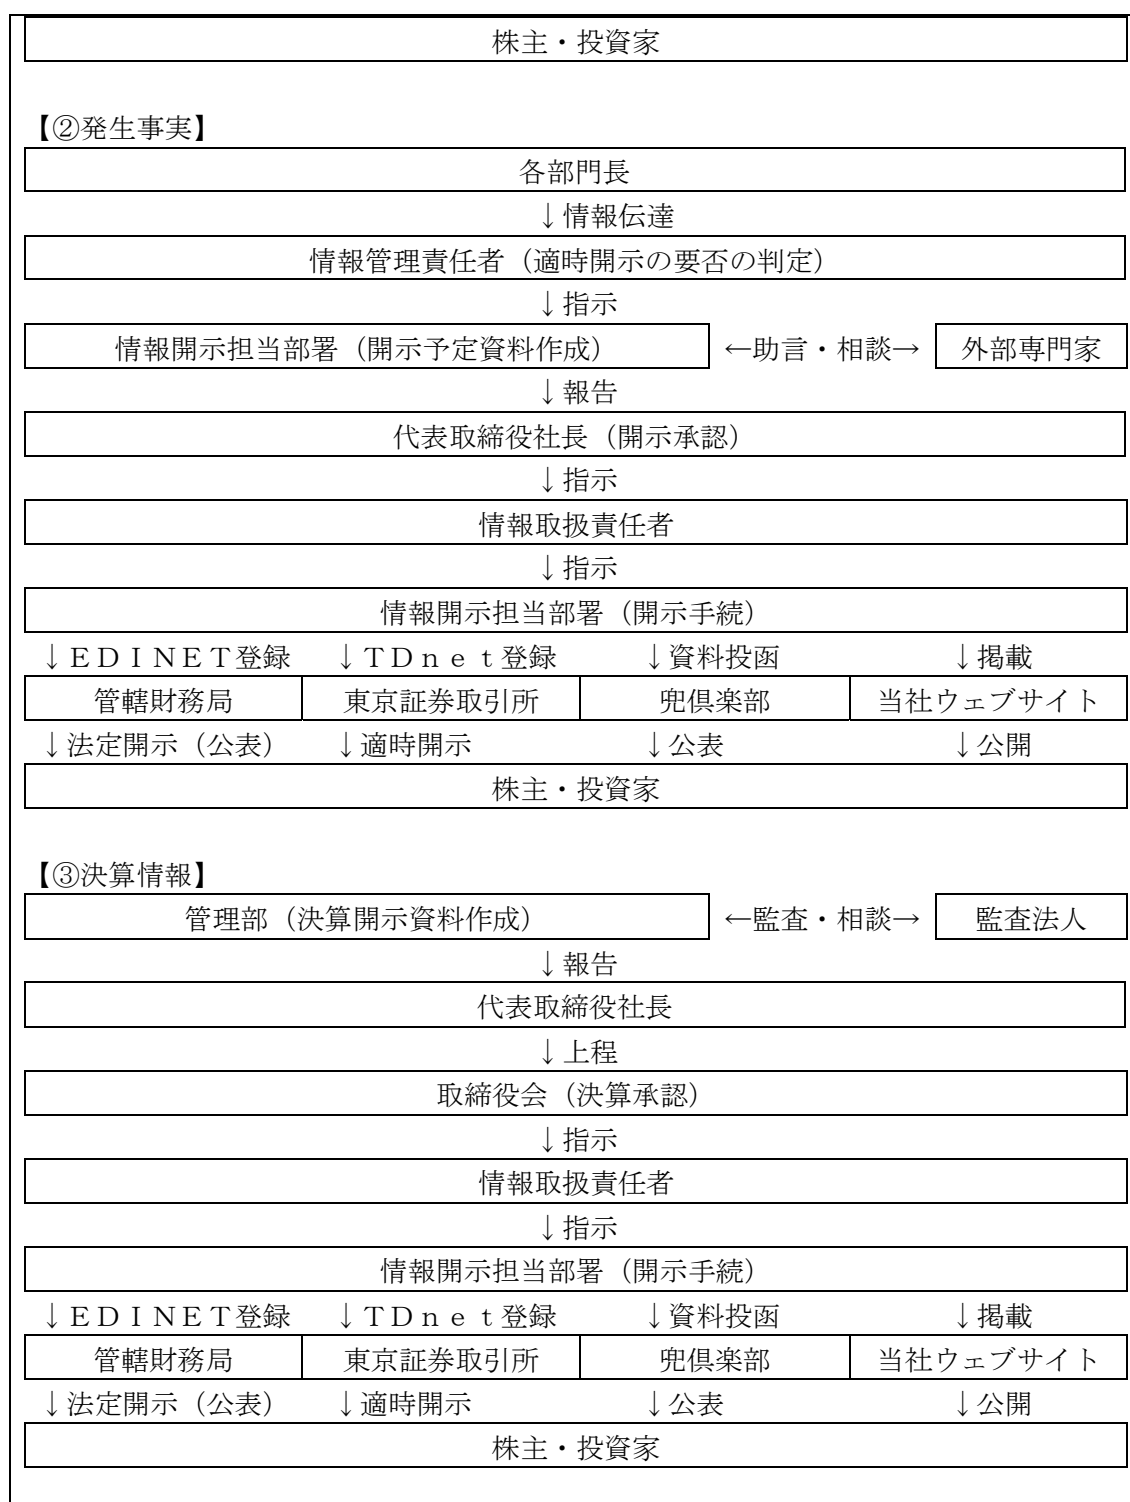 株主・投資家
【②発生事実】
各部門長
↓情報伝達
情報管理責任者（適時開示の要否の判定）
↓指示
情報開示担当部署（開示予定資料作成） ←助言・相談→ 外部専門家
↓報告
代表取締役社長（開示承認）
↓指示
情報取扱責任者
↓指示
情報開示担当部署（開示手続）
↓ＥＤＩＮＥＴ登録 ↓ＴＤｎｅｔ登録 ↓資料投函 ↓掲載
管轄財務局 東京証券取引所 兜倶楽部 当社ウェブサイト
↓法定開示（公表） ↓適時開示 ↓公表 ↓公開
株主・投資家
【③決算情報】
管理部（決算開示資料作成） ←監査・相談→ 監査法人
↓報告
代表取締役社長
↓上程
取締役会（決算承認）
↓指示
情報取扱責任者
↓指示
情報開示担当部署（開示手続）
↓ＥＤＩＮＥＴ登録 ↓ＴＤｎｅｔ登録 ↓資料投函 ↓掲載
管轄財務局 東京証券取引所 兜倶楽部 当社ウェブサイト
↓法定開示（公表） ↓適時開示 ↓公表 ↓公開
株主・投資家